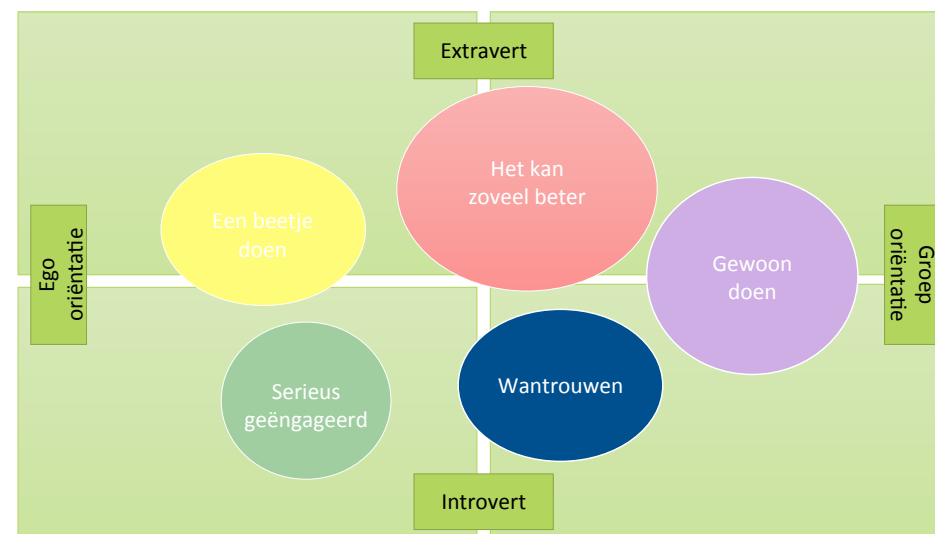 Extravert
Het kan
zoveel beter
Een beetje
doen
Ego
oriëntatie
Gewoon
doen
Groep
oriëntatie
Serieus
geëngageerd
Wantrouwen
Introvert